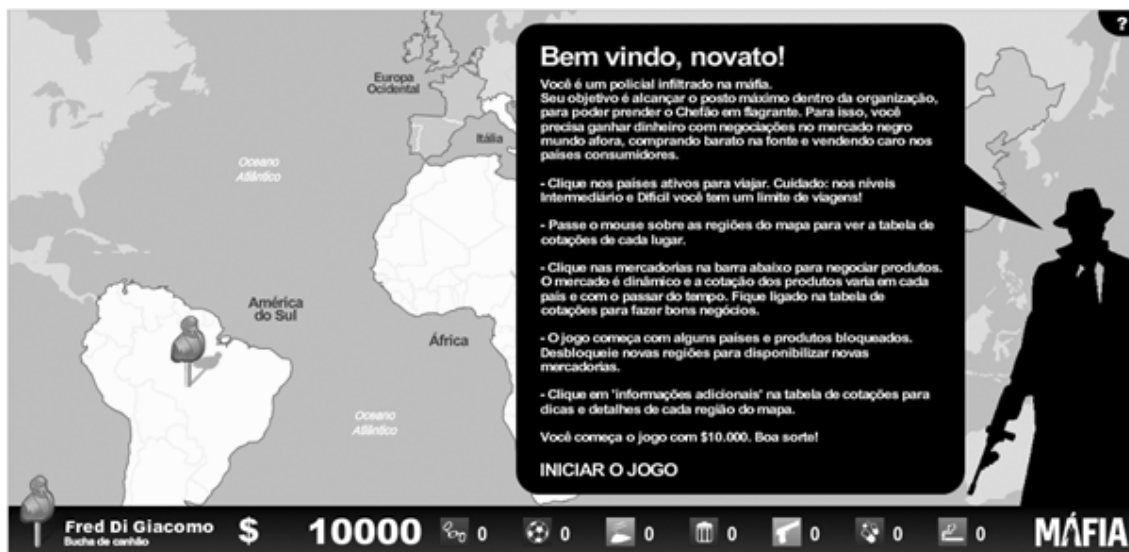 ?
Bem vindo, novato!
Você é um policial infiltrado na máfia.
Seu objetivo é alcançar o posto máximo dentro da organização,
para poder prender o Chefão em flagrante. Para isso, você
precisa ganhar dinheiro com negociações no mercado negro
mundo afora, comprando barato na fonte e vendendo caro nos
países consumidores.
- Clique nos países ativos para viajar. Cuidado: nos níveis
Intermediário e Difícil você tem um limite de viagens!
- Passe o mouse sobre as regiões do mapa para ver a tabela de
cotações de cada lugar.
- Clique nas mercadorias na barra abaixo para negociar produtos.
O mercado é dinâmico e a cotação dos produtos varia em cada
país e com o passar do tempo. Fique ligado na tabela de
cotações para fazer bons negócios.
- O jogo começa com alguns países e produtos bloqueados.
Desbloqueie novas regiões para disponibilizar novas
mercadorias.
- Clique em 'informações adicionais' na tabela de cotações para
dicas e detalhes de cada região do mapa.
Você começa o jogo com $10.000. Boa sorte!
INICIAR O JOGO
Europa
Ocidental
Itália
Oceano
Atlântico
América
do Sul
África
Oceano
Atlântico
Fred Di Giacomo
Bucha de canhão
$ 10000 0 0 0 0 0 0 0
MÁFIA